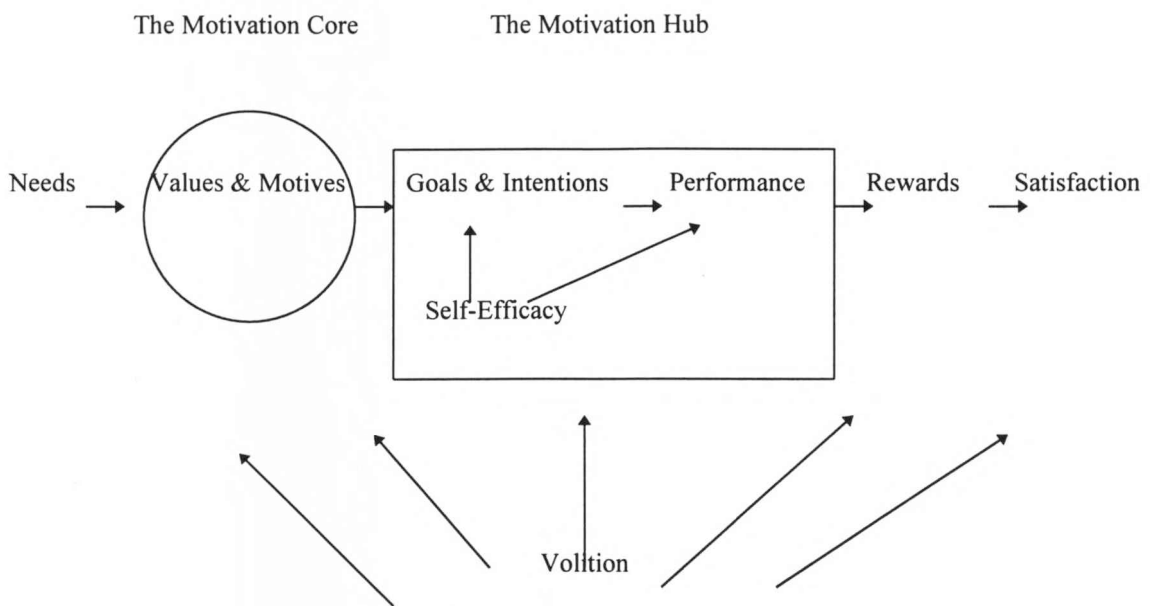 The Motivation Core The Motivation Hub
Needs Values & Motives Goals & Intentions Performance Rewards Satisfaction
Self-Efficacy
Volition